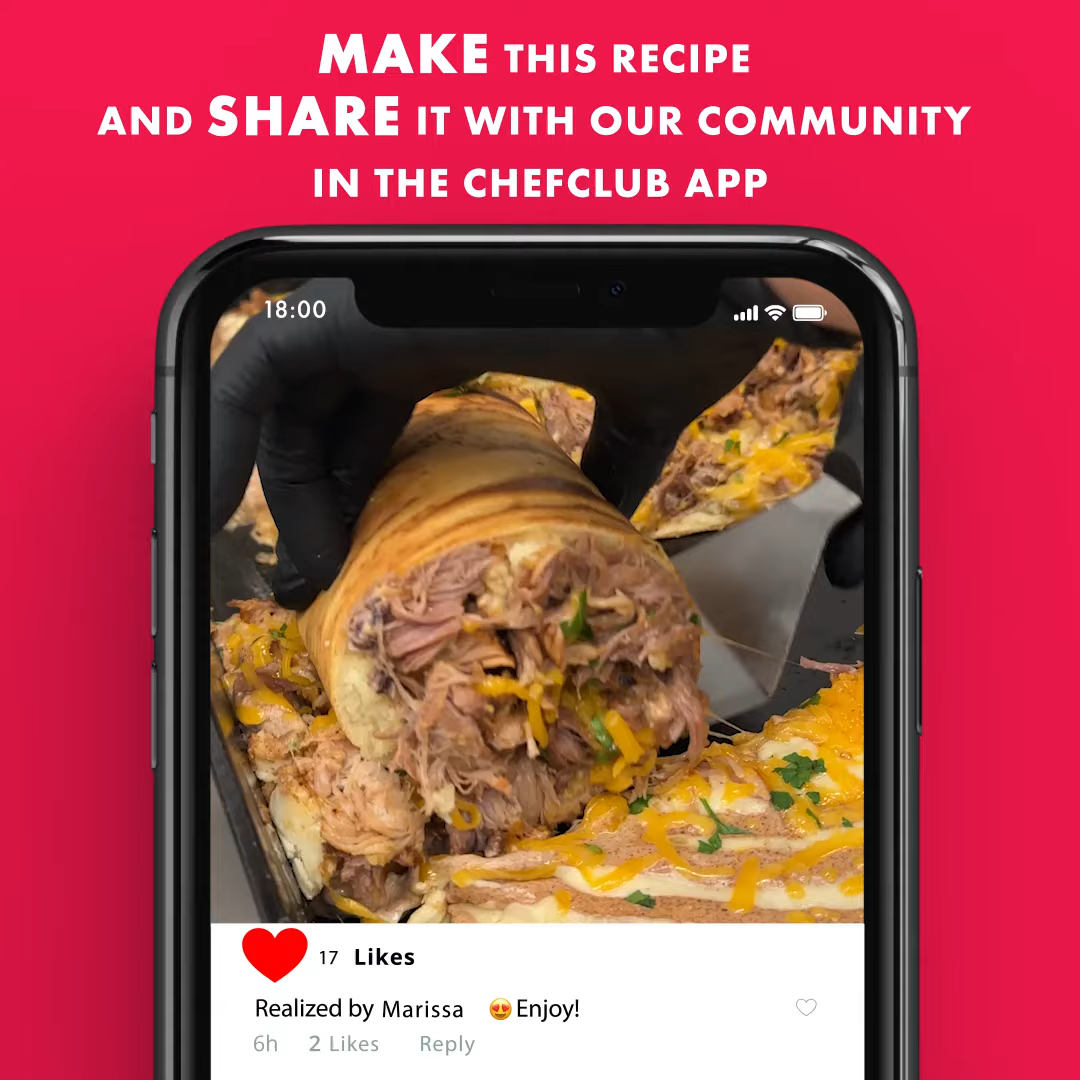 MAKE THIS RECIPE
AND SHARE IT WITH OUR COMMUNITY
IN THE CHEFCLUB APP
18:00
17 Likes
Realized by Marissa 😍 Enjoy!
6h 2 Likes Reply